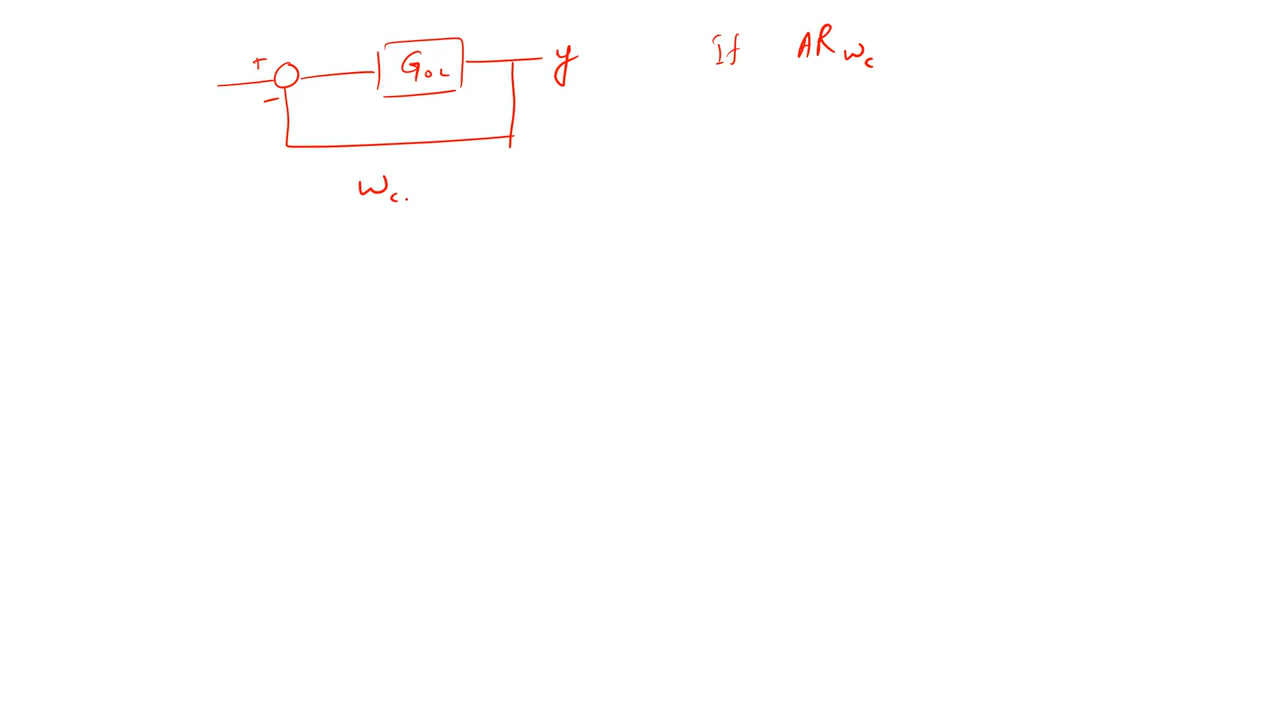 + G_OL y
-
If AR_ωc
ω_c.